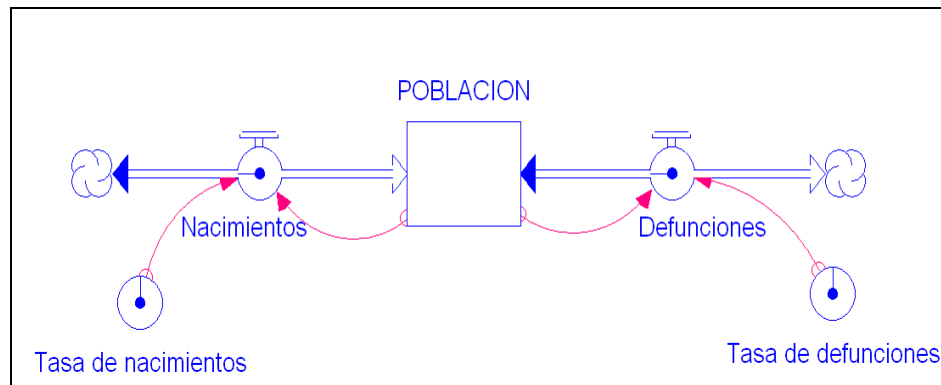 POBLACION
Nacimientos
Defunciones
Tasa de nacimientos
Tasa de defunciones